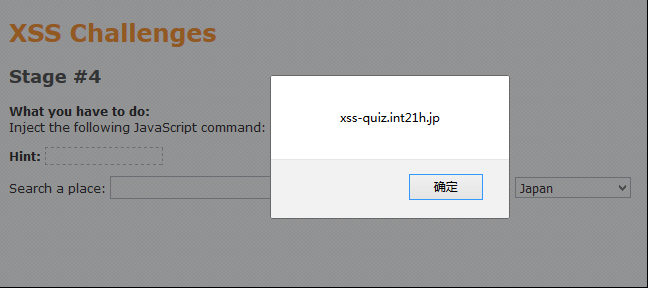 XSS Challenges
Stage #4
What you have to do:
Inject the following JavaScript command:
Hint:
Search a place:
Japan
xss-quiz.int21h.jp
确定